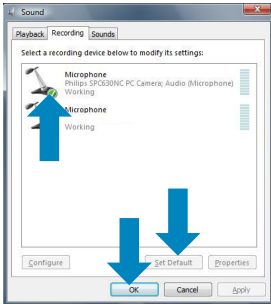 Sound
Playback Recording Sounds
Select a recording device below to modify its settings:
Microphone
Philips SPC630NC PC Camera; Audio (Microphone)
Working
Microphone
Working
Configure Set Default Properties
OK Cancel Apply